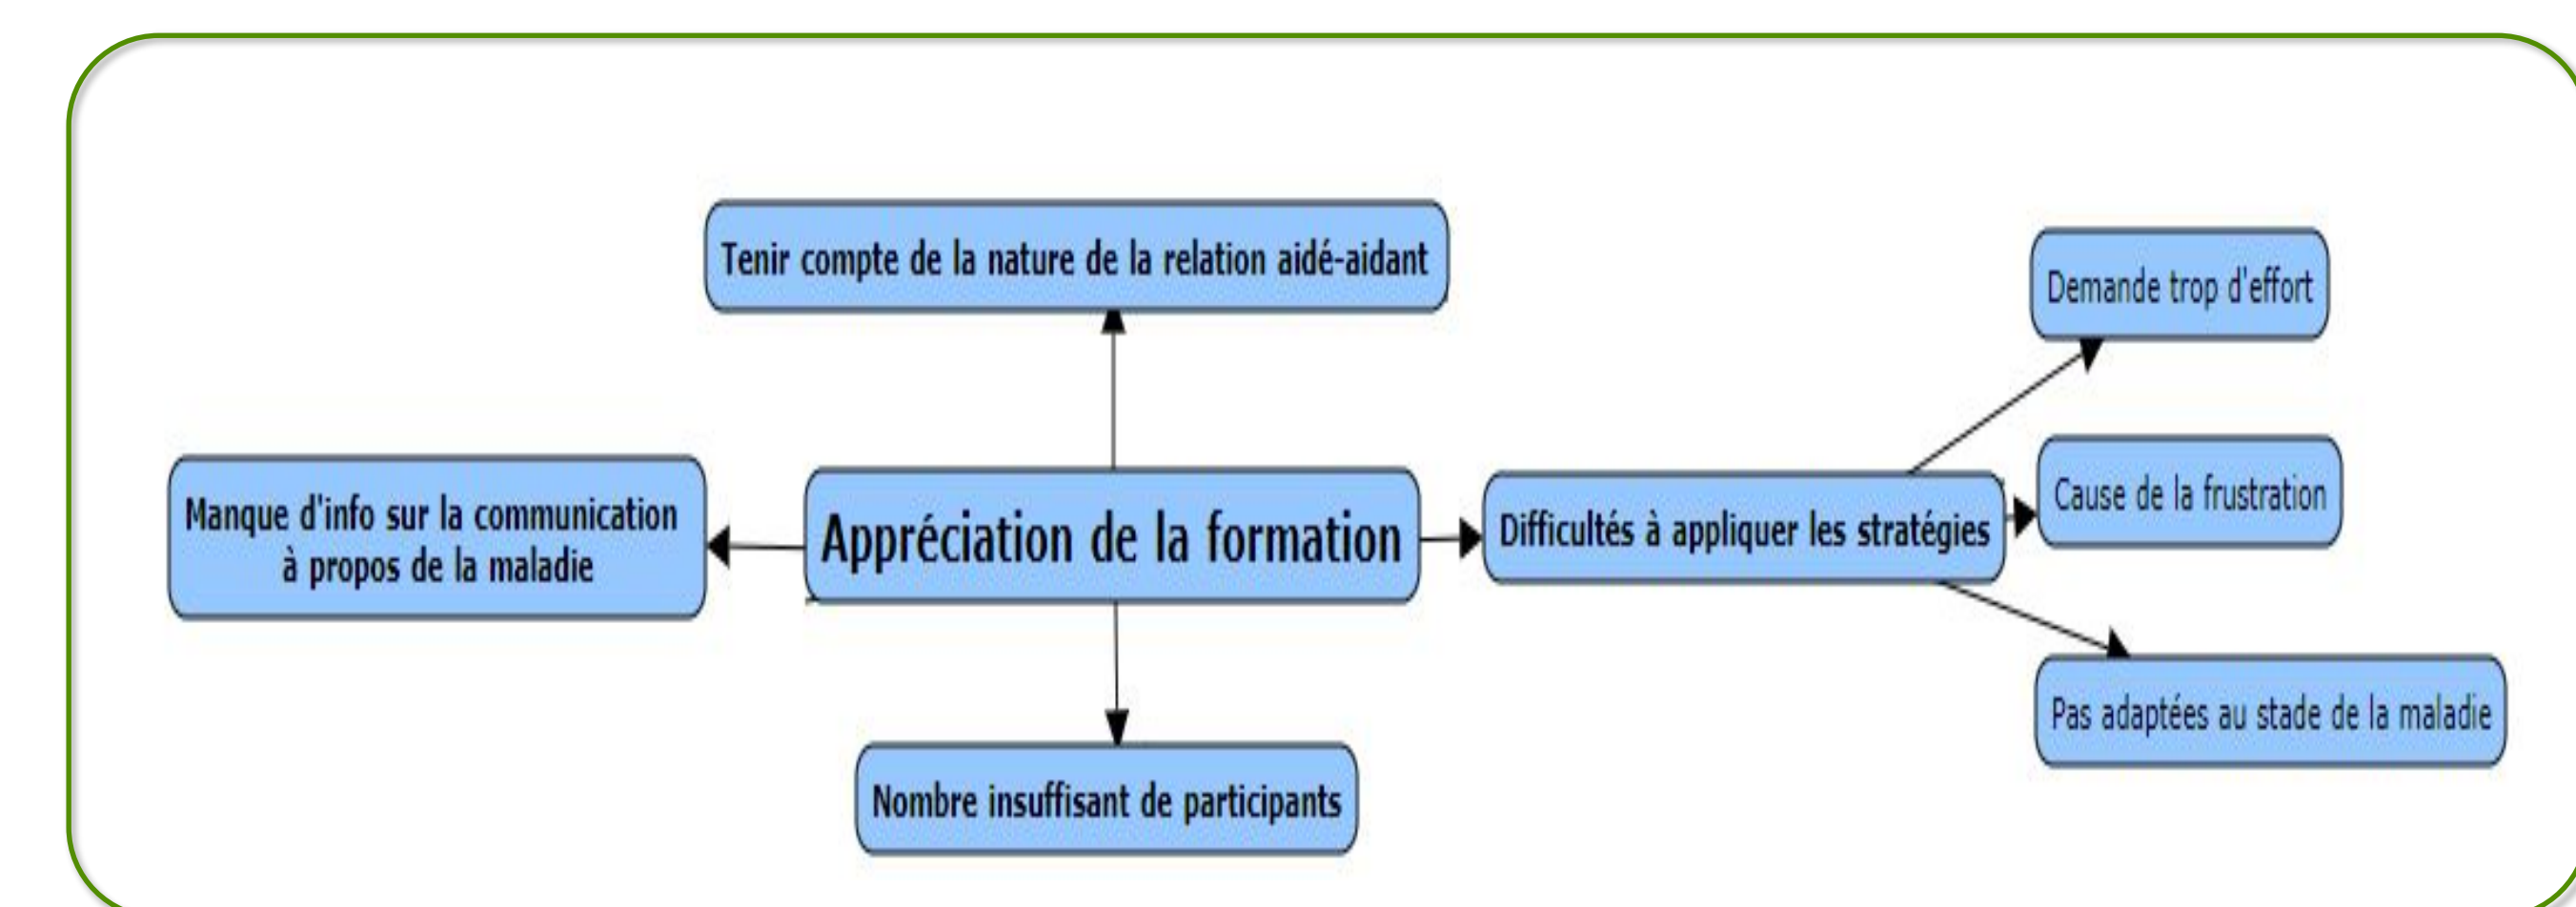 Tenir compte de la nature de la relation aidé-aidant
Demande trop d'effort
Manque d'info sur la communication
à propos de la maladie
Appréciation de la formation
Difficultés à appliquer les stratégies
Cause de la frustration
Pas adaptées au stade de la maladie
Nombre insuffisant de participants